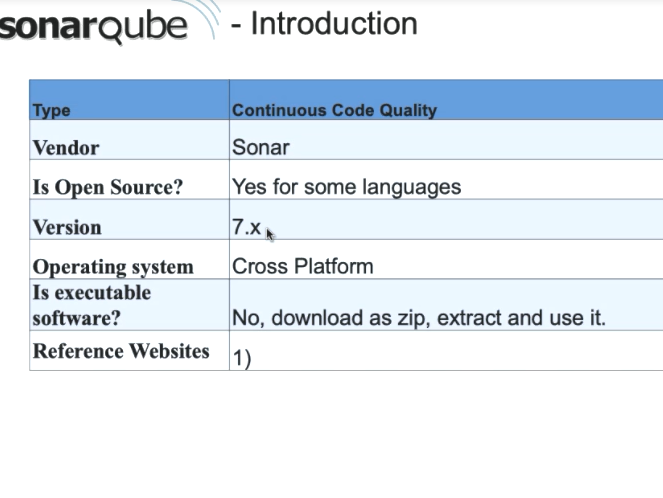 sonarqube - Introduction
Type Continuous Code Quality
Vendor Sonar
Is Open Source? Yes for some languages
Version 7.x
Operating system Cross Platform
Is executable
software? No, download as zip, extract and use it.
Reference Websites 1)